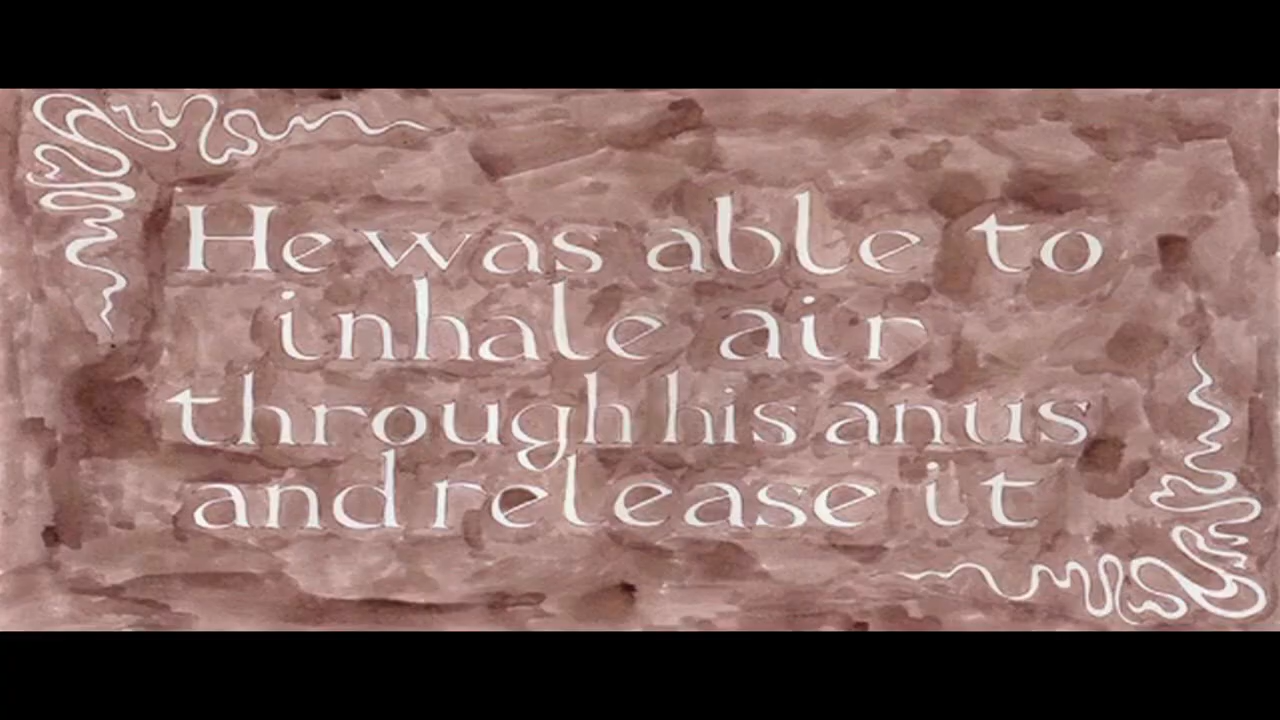 He was able to
inhale air
through his anus
and release it